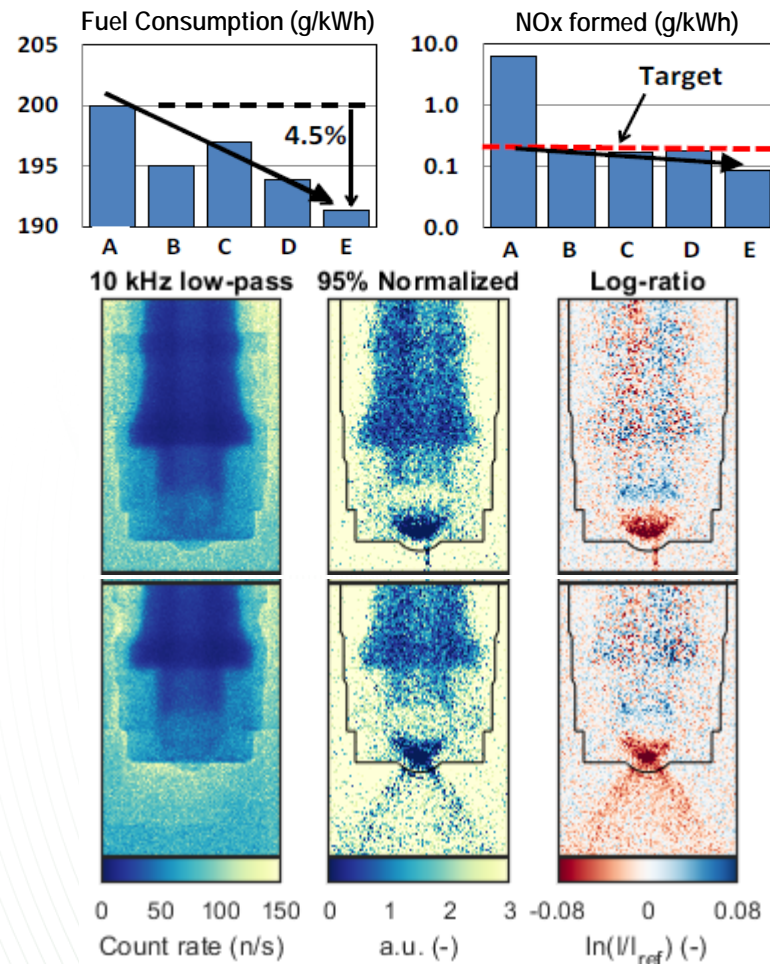 Fuel Consumption (g/kWh)
205
200
195
190
4.5%
A B C D E
NOx formed (g/kWh)
10.0
1.0
0.1
0.0
Target
A B C D E
10 kHz low-pass 95% Normalized Log-ratio
0 50 100 150 0 1 2 3 -0.08 0 0.08
Count rate (n/s) a.u. (-) ln(I/I_ref) (-)